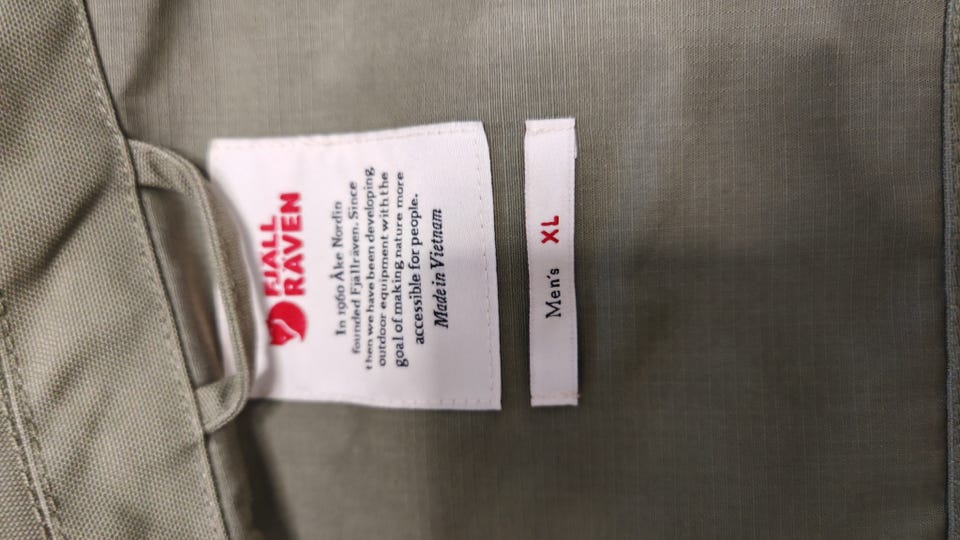 FJÄLL
RÄVEN
In 1960 Åke Nordin
founded Fjällräven. Since
then we have been developing
outdoor equipment with the
goal of making nature more
accessible for people.
Made in Vietnam
Men's XL